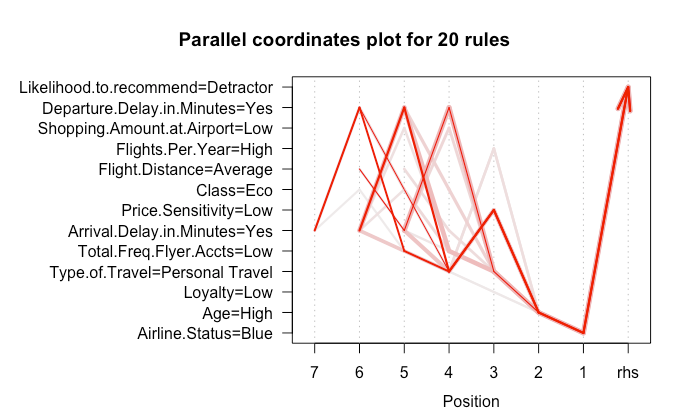 Parallel coordinates plot for 20 rules
Likelihood.to.recommend=Detractor
Departure.Delay.in.Minutes=Yes
Shopping.Amount.at.Airport=Low
Flights.Per.Year=High
Flight.Distance=Average
Class=Eco
Price.Sensitivity=Low
Arrival.Delay.in.Minutes=Yes
Total.Freq.Flyer.Accts=Low
Type.of.Travel=Personal Travel
Loyalty=Low
Age=High
Airline.Status=Blue
7 6 5 4 3 2 1 rhs
Position